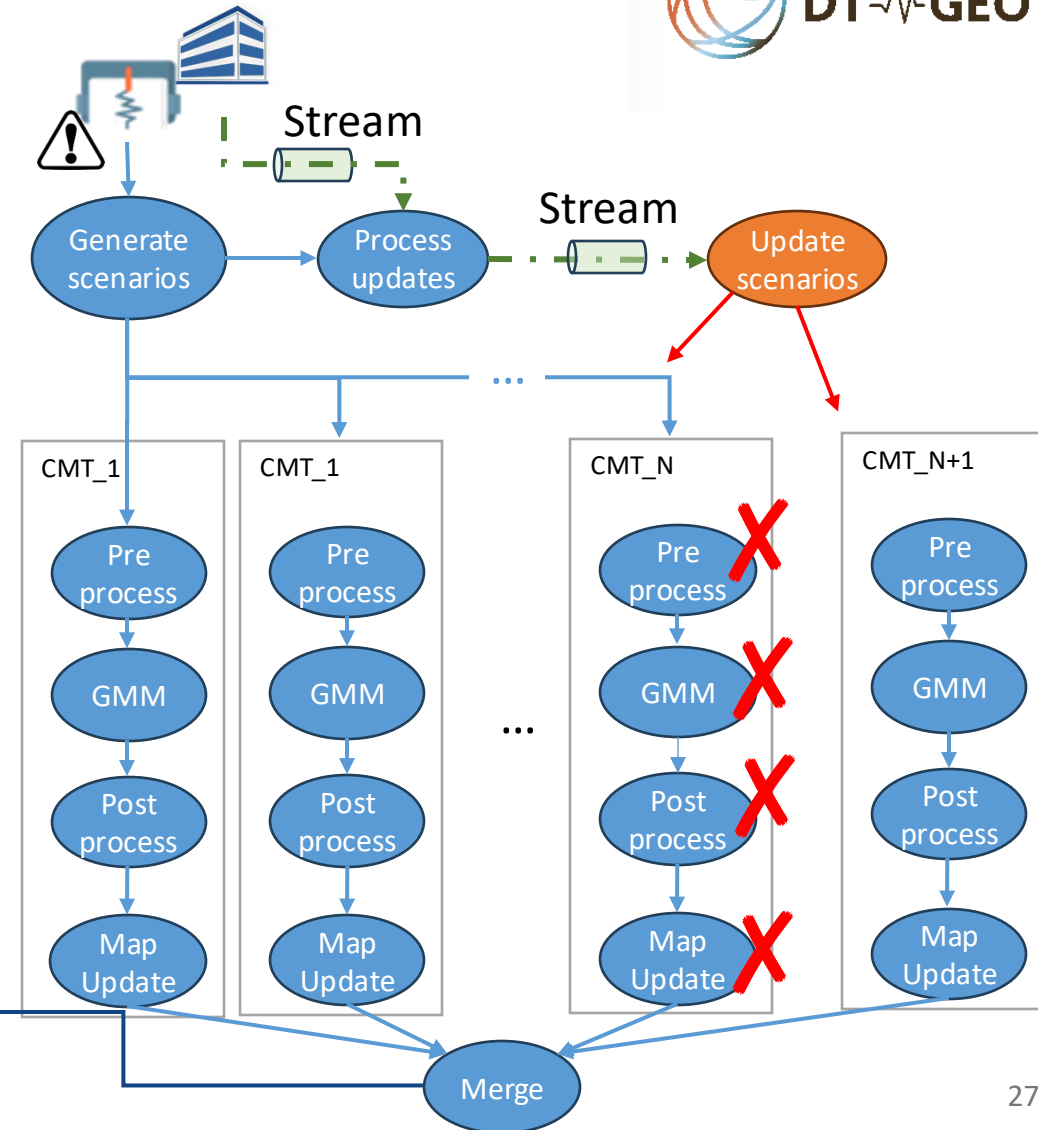 DT GEO
Stream
Stream
Generate
scenarios
Process
updates
Update
scenarios
...
CMT_1
CMT_1
CMT_N
CMT_N+1
Pre
process
Pre
process
Pre
process
Pre
process
GMM
GMM
...
GMM
GMM
Post
process
Post
process
Post
process
Post
process
Map
Update
Map
Update
Map
Update
Map
Update
Merge
27